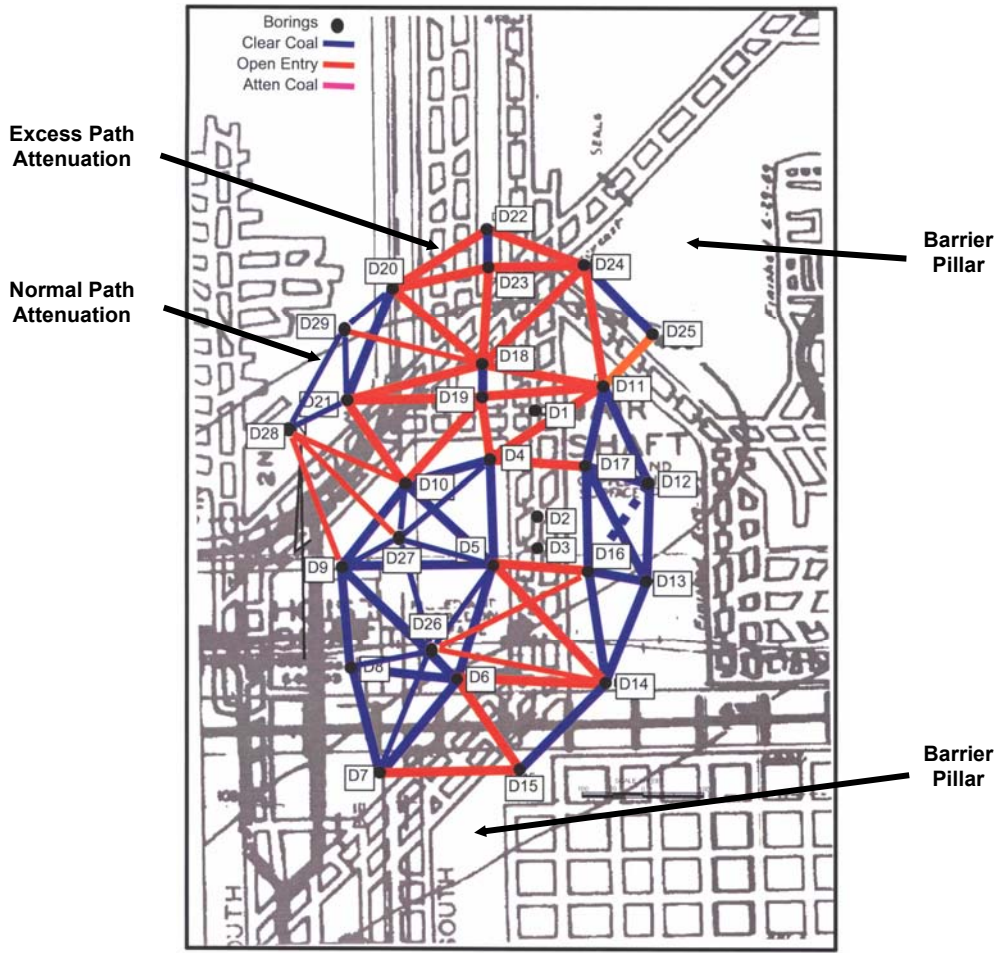 Borings
Clear Coal
Open Entry
Atten Coal
Excess Path
Attenuation
Normal Path
Attenuation
Barrier
Pillar
Barrier
Pillar
SEALS
D22
D20
D23
D24
D29
D25
D18
D21
D19
D11
D1
D28
SHAFT
2 N
D4
D17
D12
D10
D2
D5
D3
D27
D9
D16
D13
D26
D8
D6
D14
D7
D15
SOUTH